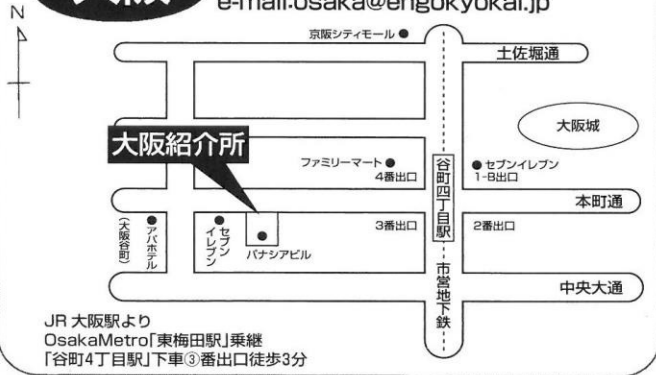 e-mail:osaka@engokyokai.jp
N
京阪シティモール
土佐堀通
大阪城
大阪紹介所
ファミリーマート
4番出口
谷町四丁目駅
セブンイレブン
1-B出口
本町通
3番出口
2番出口
アパホテル
(大阪谷町)
セブン
イレブン
パナシアビル
市営地下鉄
中央大通
JR 大阪駅より
OsakaMetro「東梅田駅」乗継
「谷町4丁目駅」下車③番出口徒歩3分